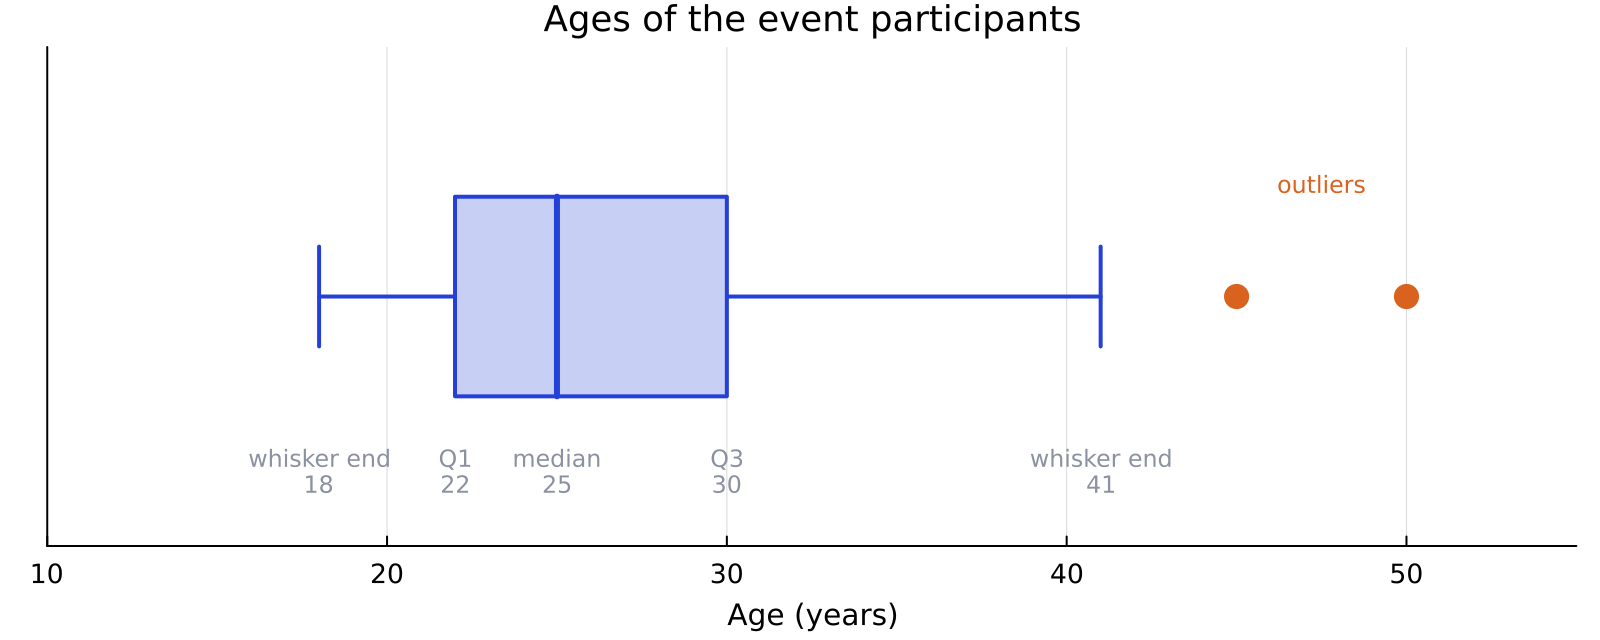 Ages of the event participants
outliers
whisker end
18
Q1
22
median
25
Q3
30
whisker end
41
10
20
30
40
50
Age (years)